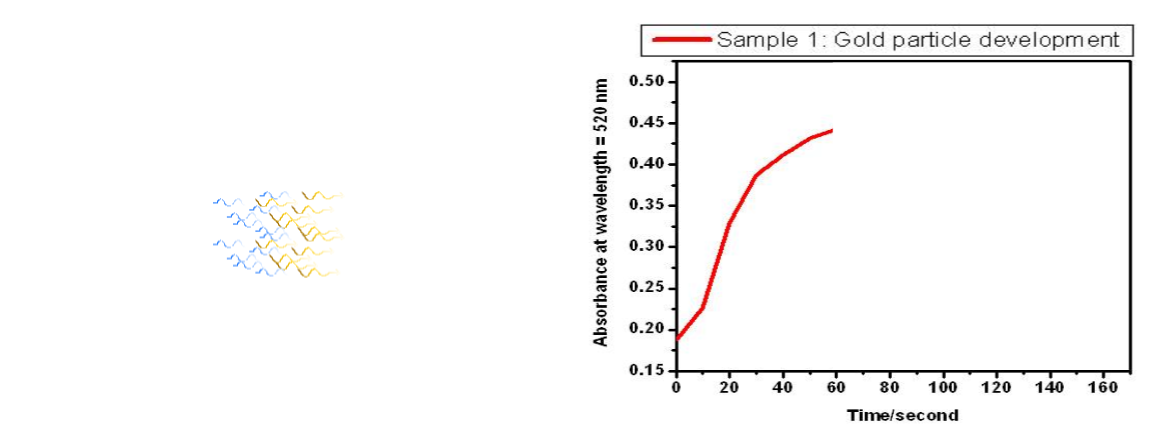 Sample 1: Gold particle development
Absorbance at wavelength = 520 nm
0.50
0.45
0.40
0.35
0.30
0.25
0.20
0.15
0 20 40 60 80 100 120 140 160
Time/second